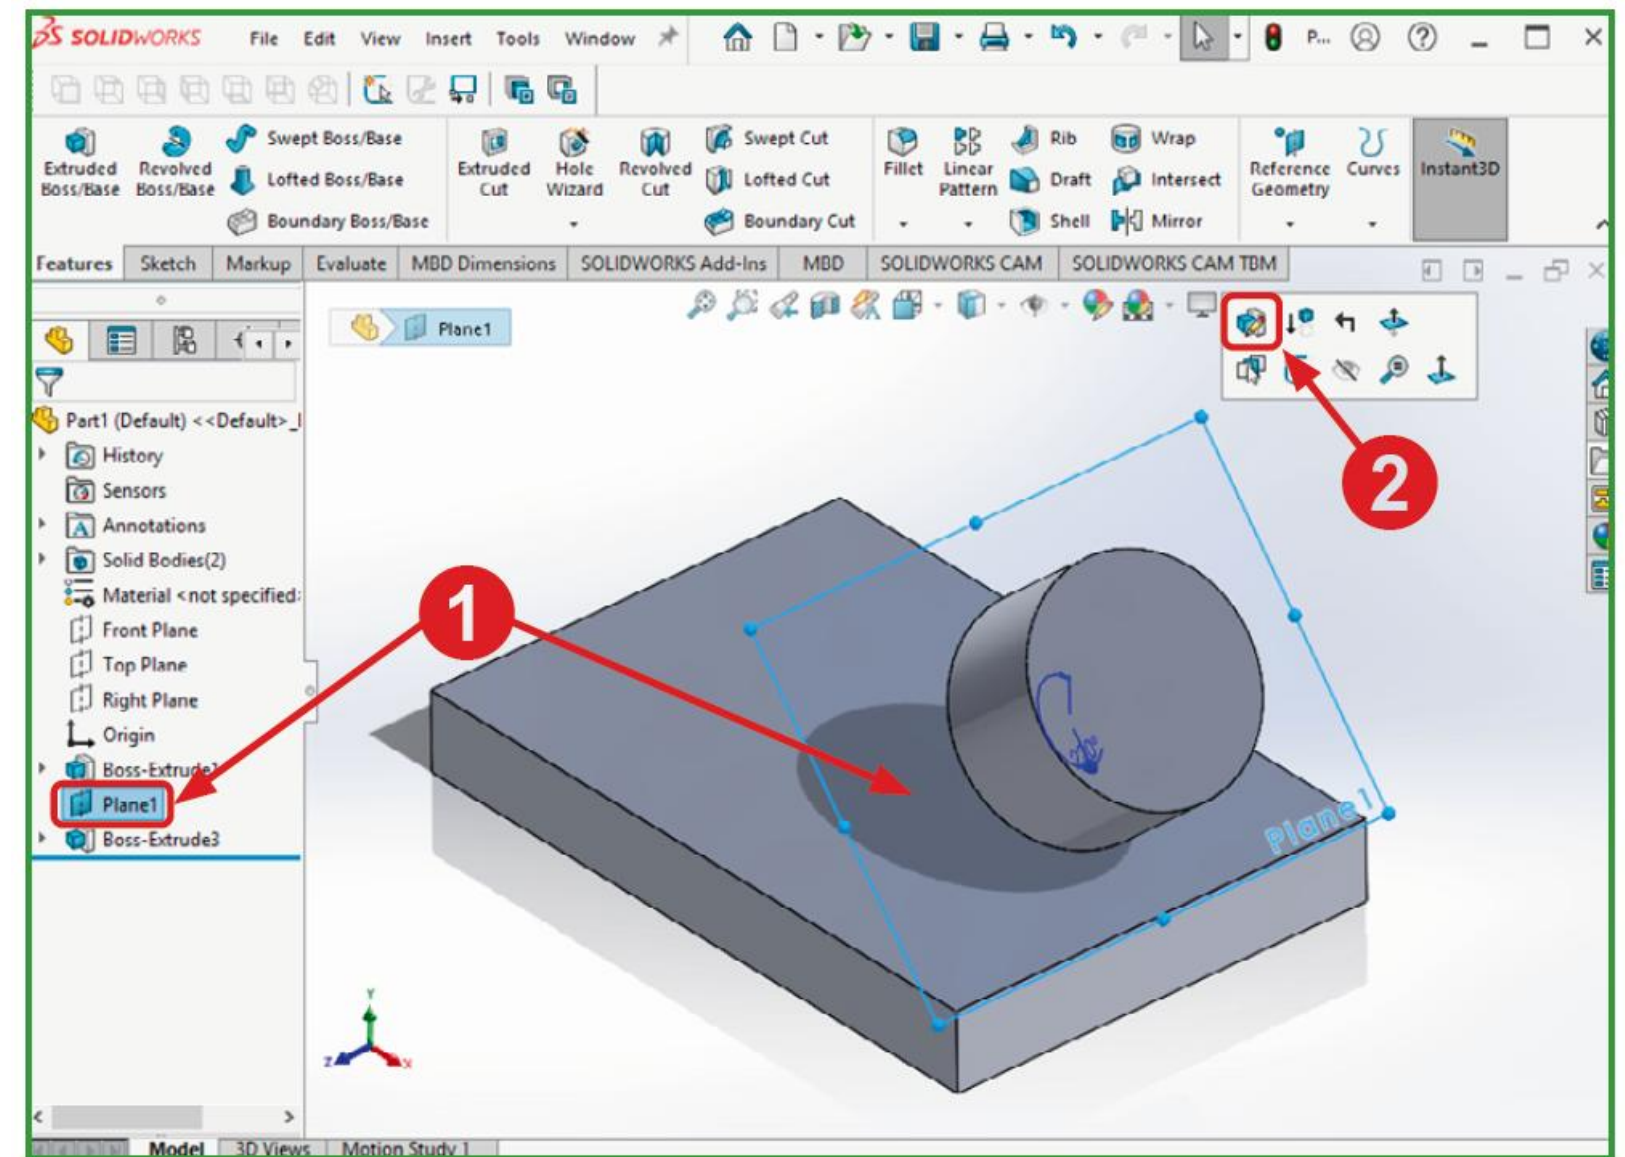 SOLIDWORKS File Edit View Insert Tools Window P...
Extruded Boss/Base
Revolved Boss/Base
Swept Boss/Base
Lofted Boss/Base
Boundary Boss/Base
Extruded Cut
Hole Wizard
Revolved Cut
Swept Cut
Lofted Cut
Boundary Cut
Fillet
Linear Pattern
Rib
Draft
Shell
Wrap
Intersect
Mirror
Reference Geometry
Curves
Instant3D
Features Sketch Markup Evaluate MBD Dimensions SOLIDWORKS Add-Ins MBD SOLIDWORKS CAM SOLIDWORKS CAM TBM
Plane1
Part1 (Default) <<Default>_
History
Sensors
Annotations
Solid Bodies(2)
Material <not specified>
Front Plane
Top Plane
Right Plane
Origin
Boss-Extrude1
Plane1
Boss-Extrude3
1
2
Plane1
Y
Z
X
Model 3D Views Motion Study 1